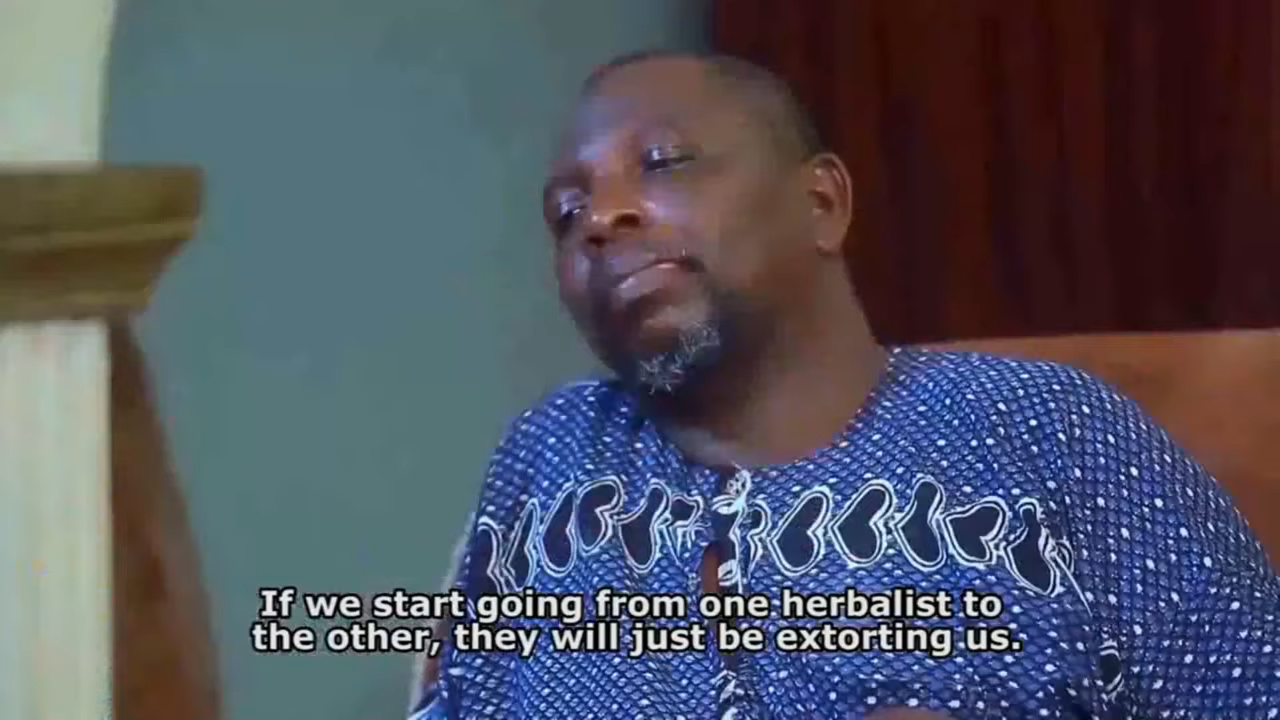 If we start going from one herbalist to
the other, they will just be extorting us.